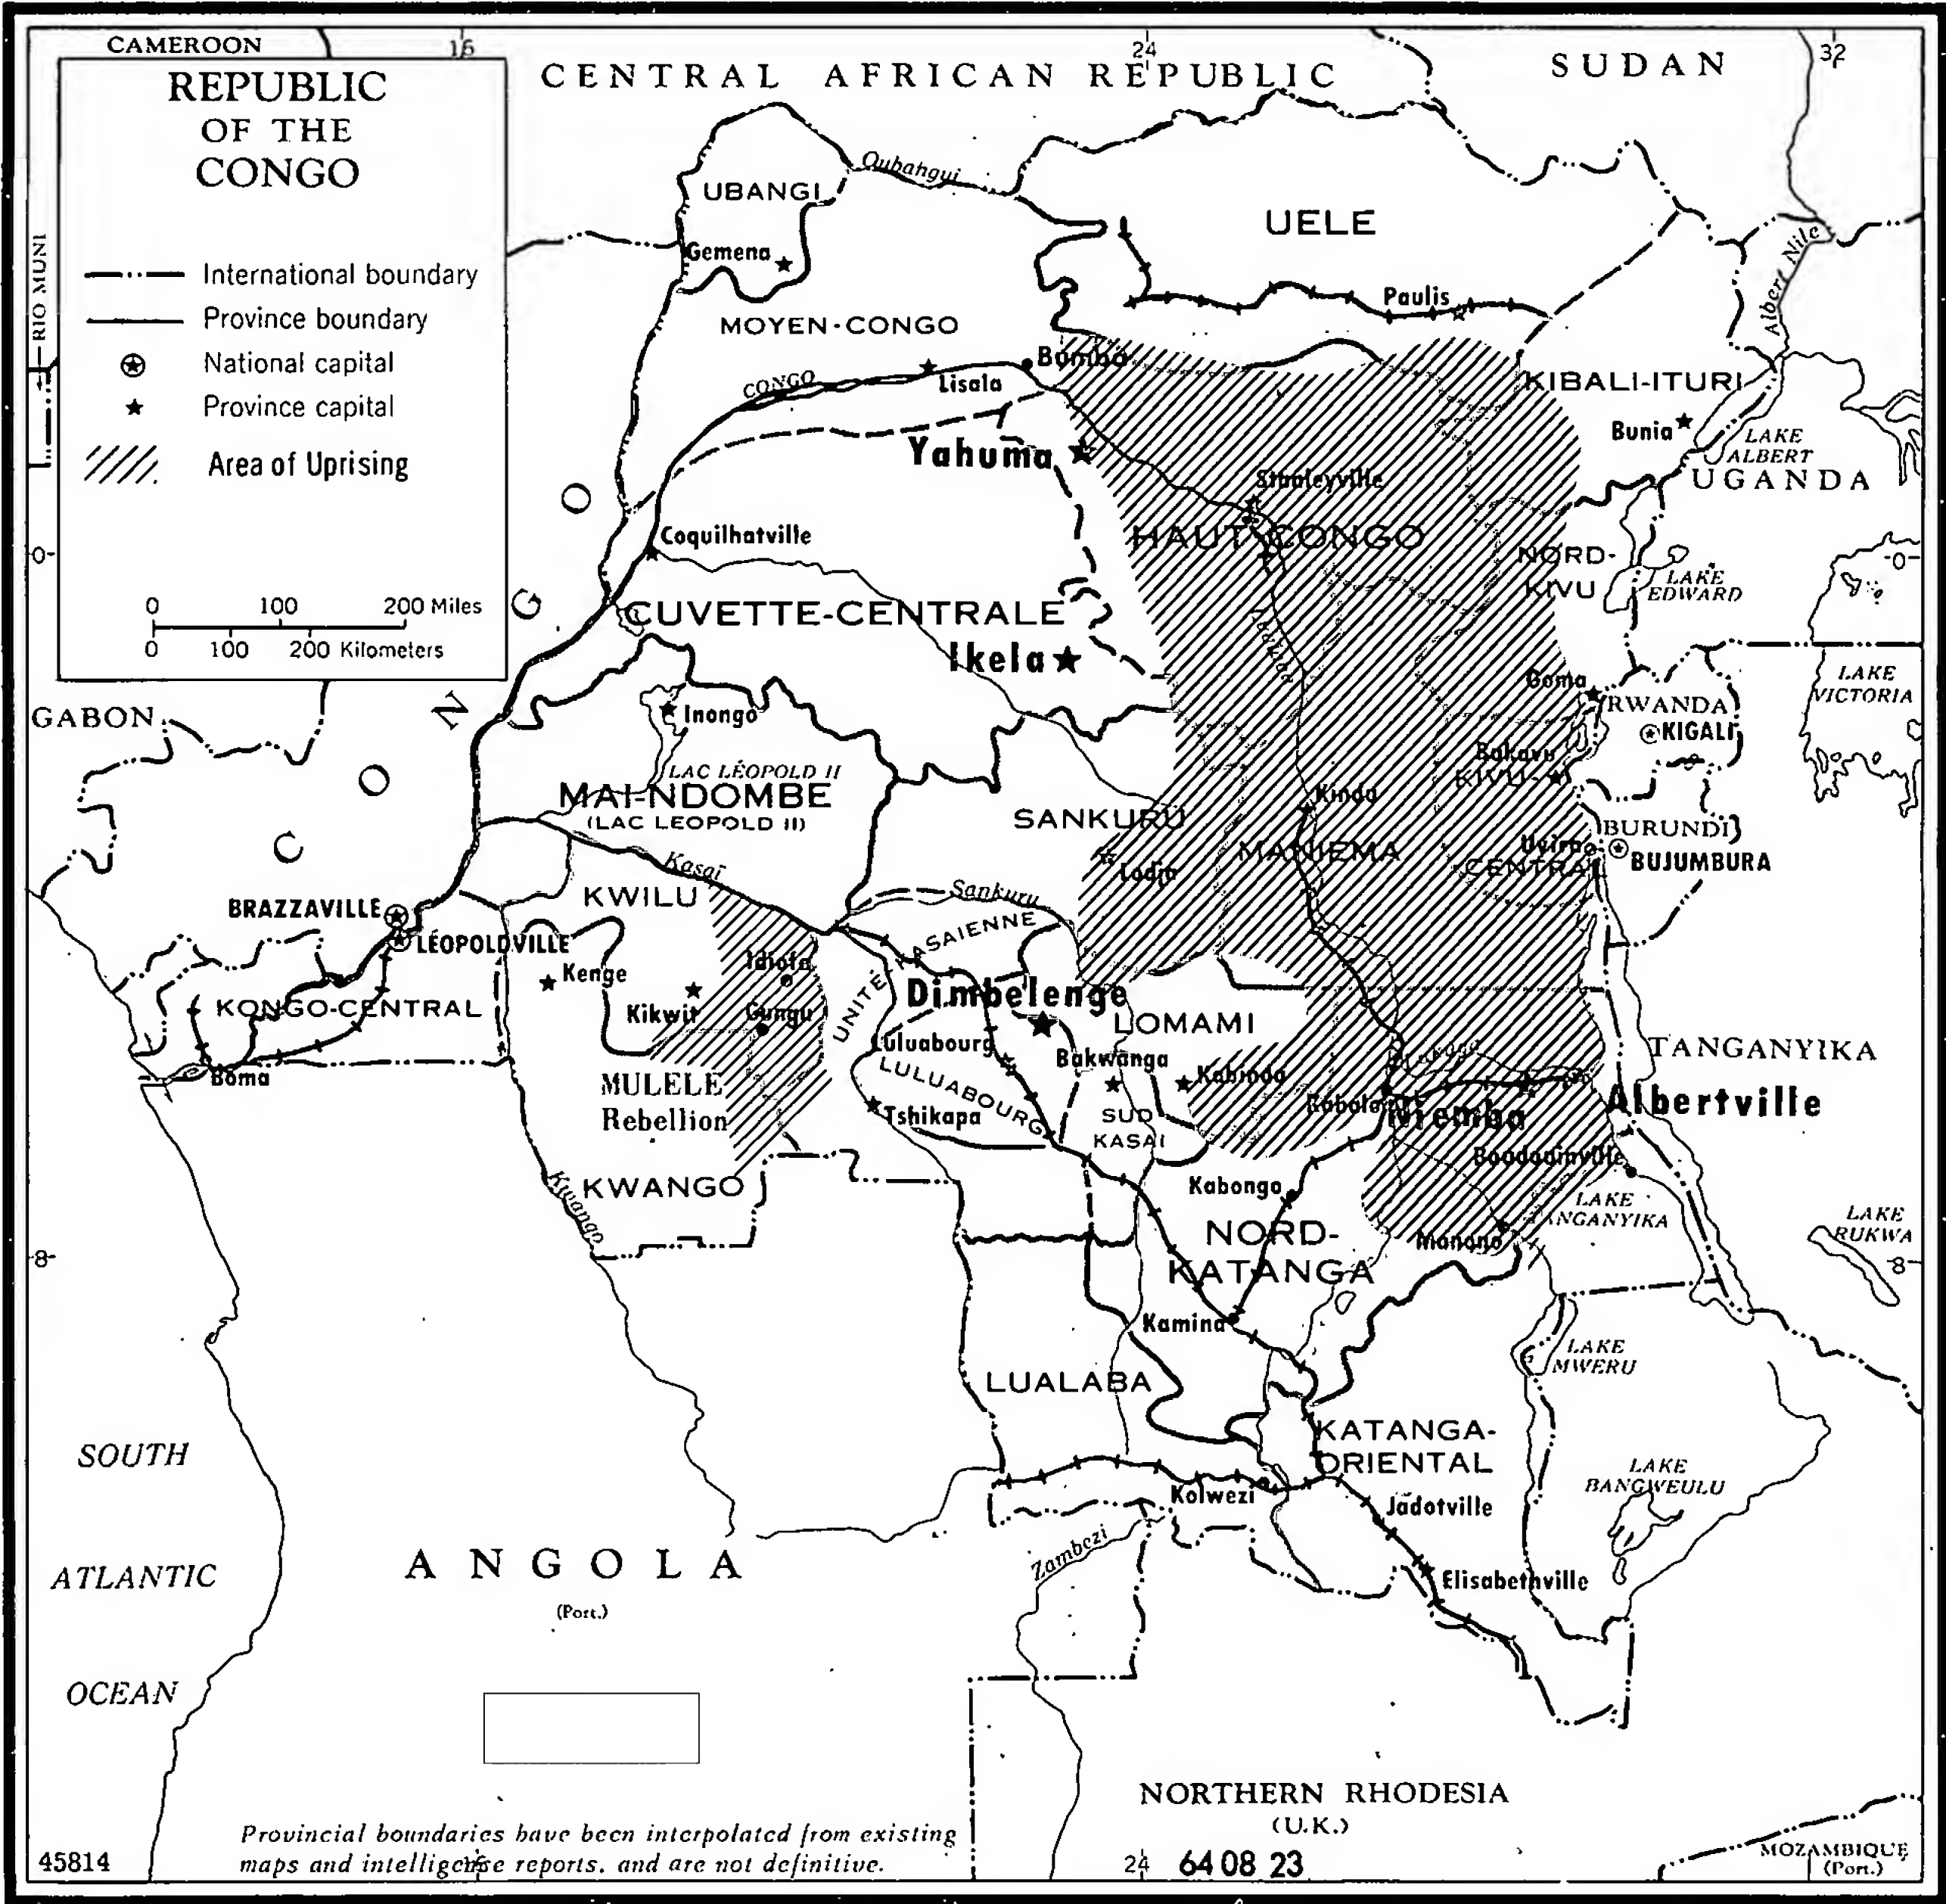 CAMEROON
16
24
32
CENTRAL AFRICAN REPUBLIC
SUDAN
REPUBLIC
OF THE
CONGO
International boundary
Province boundary
National capital
Province capital
Area of Uprising
0 100 200 Miles
0 100 200 Kilometers
RIO MUNI
UBANGI
Gemena
Oubangui
UELE
Paulis
Albert Nile
MOYEN-CONGO
CONGO
Lisala
Bumba
KIBALI-ITURI
Bunia
LAKE
ALBERT
UGANDA
Yahuma
Stanleyville
HAUT CONGO
Coquilhatville
0
0
NORD-
KIVU
LAKE
EDWARD
CUVETTE-CENTRALE
Ikela
Goma
RWANDA
KIGALI
LAKE
VICTORIA
GABON
CONGO
Inongo
LAC LÉOPOLD II
MAI-NDOMBE
(LAC LEOPOLD II)
Bukavu
KIVU-
SANKURU
Kindu
MANIEMA
Uvira
CENTRAL
BURUNDI
BUJUMBURA
Lodja
Kasai
Sankuru
KWILU
BRAZZAVILLE
LÉOPOLDVILLE
Kenge
Idiofa
UNITÉ KASAIENNE
Dimbelenge
KONGO-CENTRAL
Kikwit
Gungu
LOMAMI
Luluabourg
Bakwanga
Kabinda
TANGANYIKA
Boma
MULELE
Rebellion
LULUABOURG
Tshikapa
SUD
KASAI
Kabalo
Niemba
Albertville
Baudouinville
Kwango
KWANGO
Kabongo
LAKE
TANGANYIKA
Manono
LAKE
RUKWA
8
8
NORD-
KATANGA
Kamina
LAKE
MWERU
LUALABA
KATANGA-
ORIENTAL
Kolwezi
Jadotville
LAKE
BANGWEULU
SOUTH
ATLANTIC
OCEAN
ANGOLA
(Port.)
Zambezi
Elisabethville
NORTHERN RHODESIA
(U.K.)
MOZAMBIQUE
(Port.)
Provincial boundaries have been interpolated from existing
maps and intelligence reports, and are not definitive.
45814
16
24
64 08 23